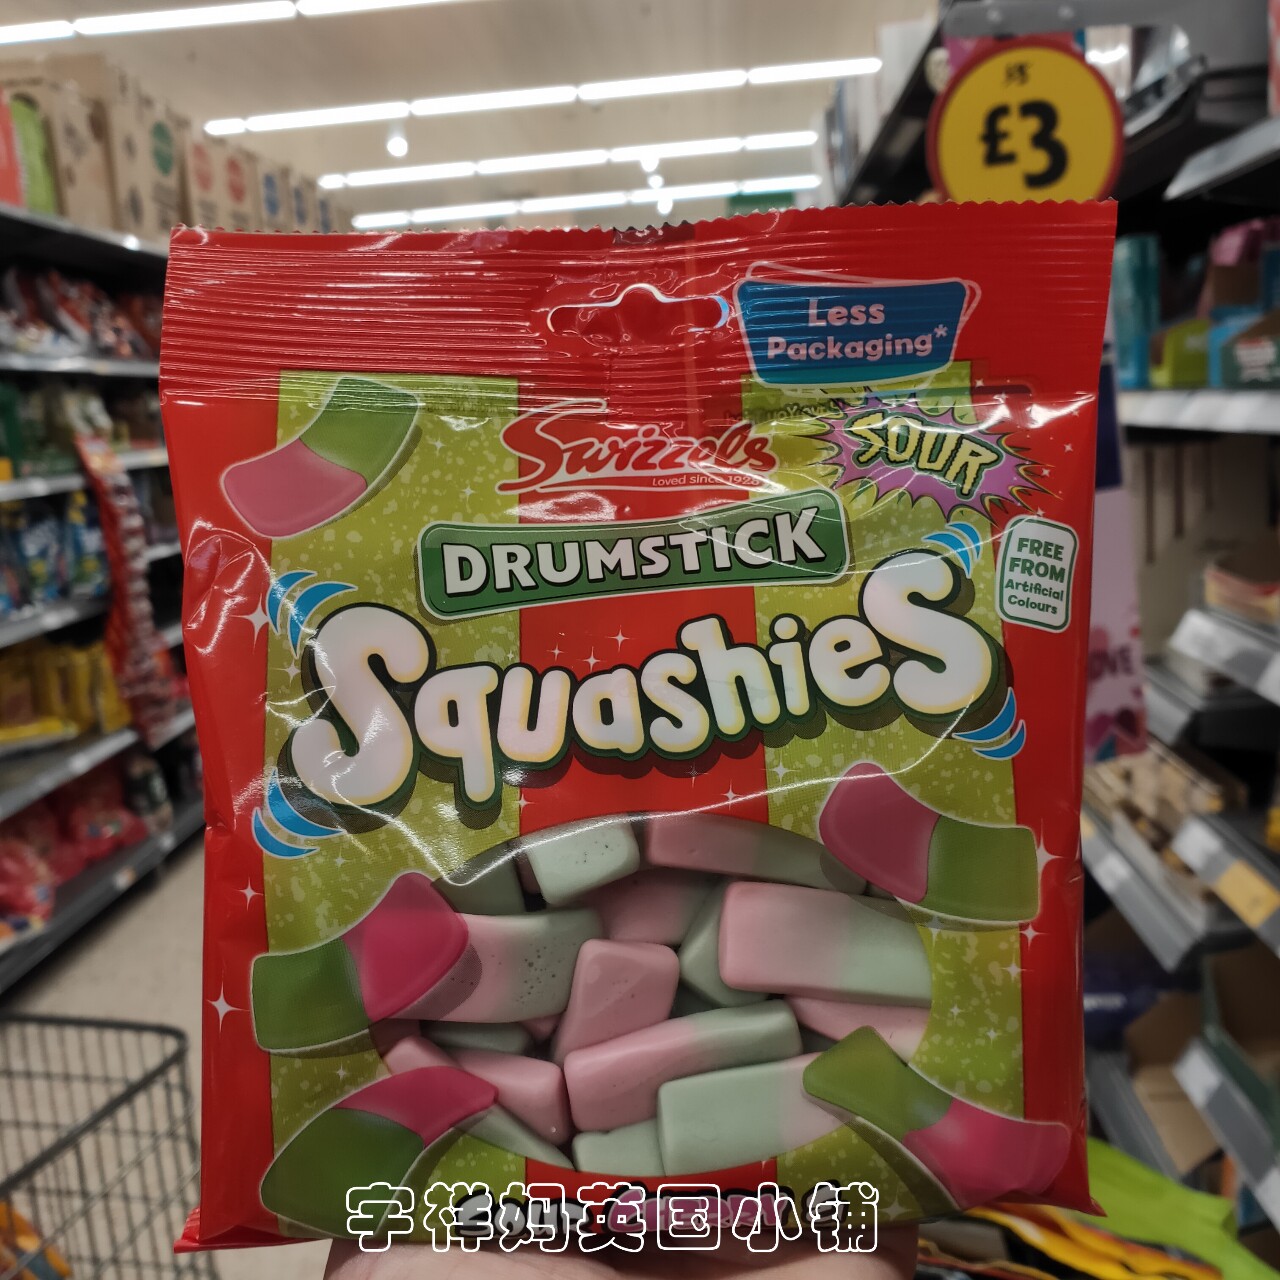 £3
Less
Packaging*
Swizzels
Loved since 1928
SOUR
DRUMSTICK
FREE
FROM
Artificial
Colours
Squashies
宇祥妈英国小铺